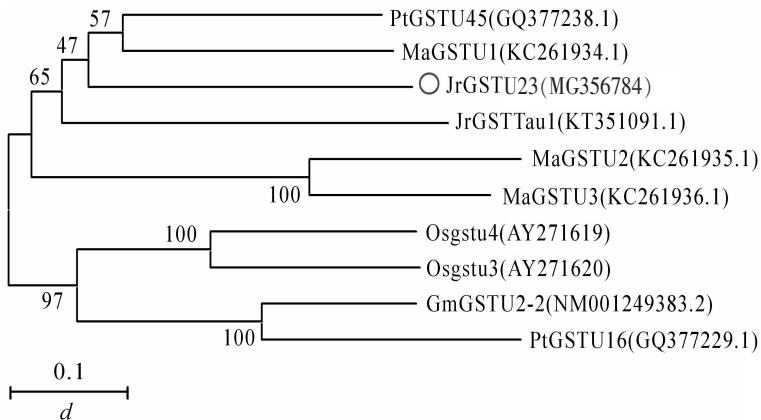 57
PtGSTU45(GQ377238.1)
47
MaGSTU1(KC261934.1)
65
JrGSTU23(MG356784)
JrGSTTau1(KT351091.1)
MaGSTU2(KC261935.1)
100
MaGSTU3(KC261936.1)
100
Osgstu4(AY271619)
Osgstu3(AY271620)
97
GmGSTU2-2(NM001249383.2)
100
PtGSTU16(GQ377229.1)
0.1
d